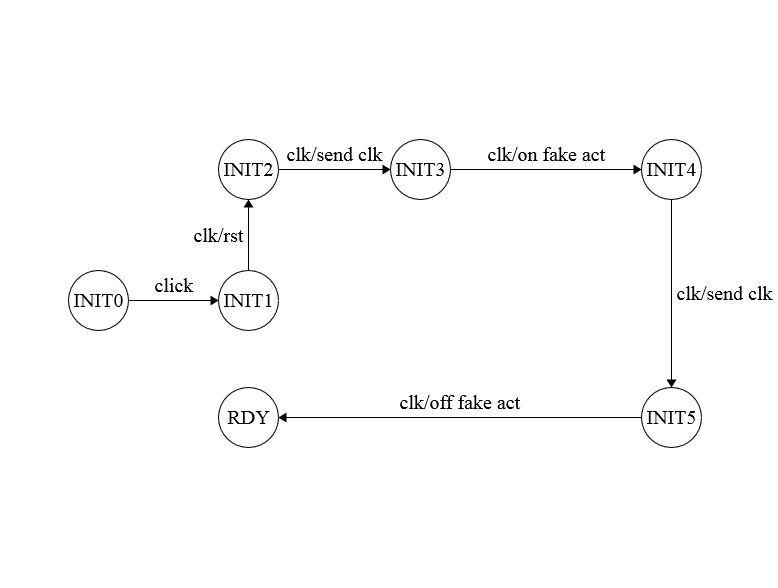 clk/send clk
clk/on fake act
INIT2
INIT3
INIT4
clk/rst
click
INIT0
INIT1
clk/send clk
clk/off fake act
RDY
INIT5